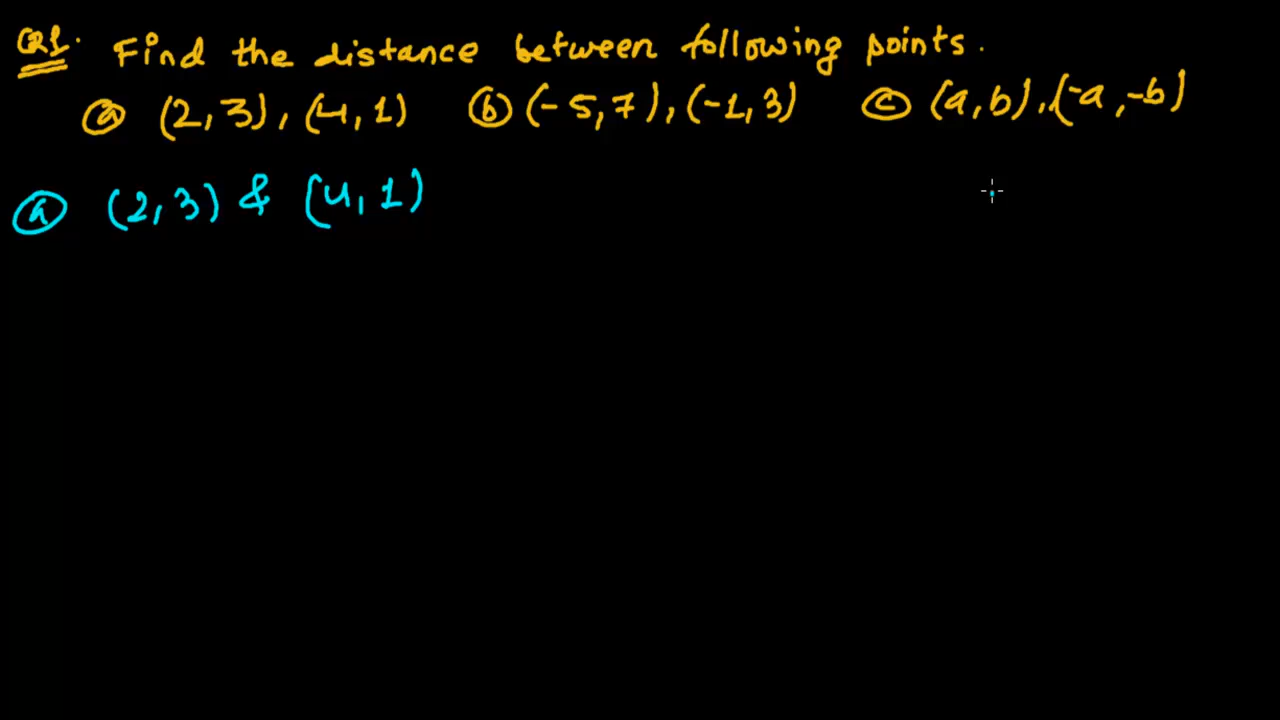 Q1. Find the distance between following points.
(a) (2,3), (4,1) (b) (-5,7), (-1,3) (c) (a,b), (-a,-b)
(a) (2,3) & (4,1)